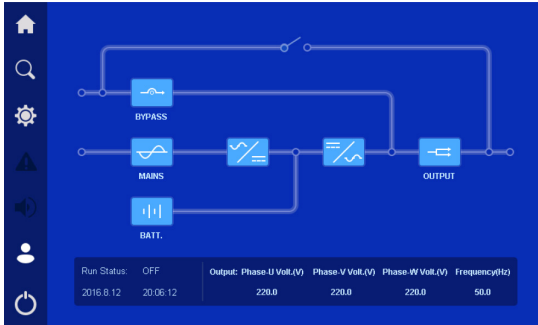 BYPASS
MAINS
OUTPUT
BATT.
Run Status: OFF Output: Phase-U Volt.(V) Phase-V Volt.(V) Phase-W Volt.(V) Frequency(Hz)
2016.8.12 20:06:12 220.0 220.0 220.0 50.0